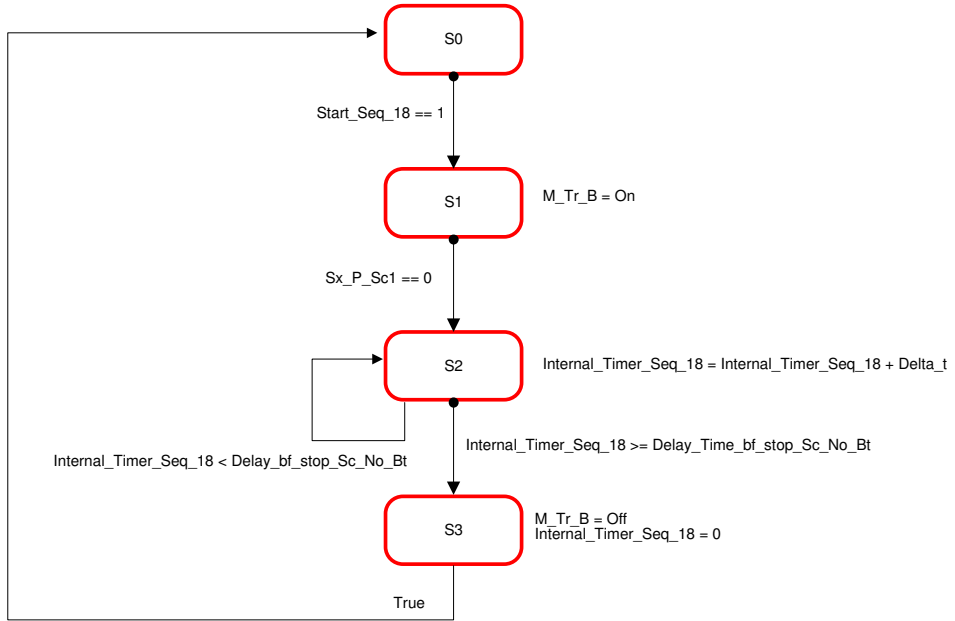 S0
Start_Seq_18 == 1
S1
M_Tr_B = On
Sx_P_Sc1 == 0
S2
Internal_Timer_Seq_18 = Internal_Timer_Seq_18 + Delta_t
Internal_Timer_Seq_18 >= Delay_Time_bf_stop_Sc_No_Bt
Internal_Timer_Seq_18 < Delay_bf_stop_Sc_No_Bt
S3
M_Tr_B = Off
Internal_Timer_Seq_18 = 0
True